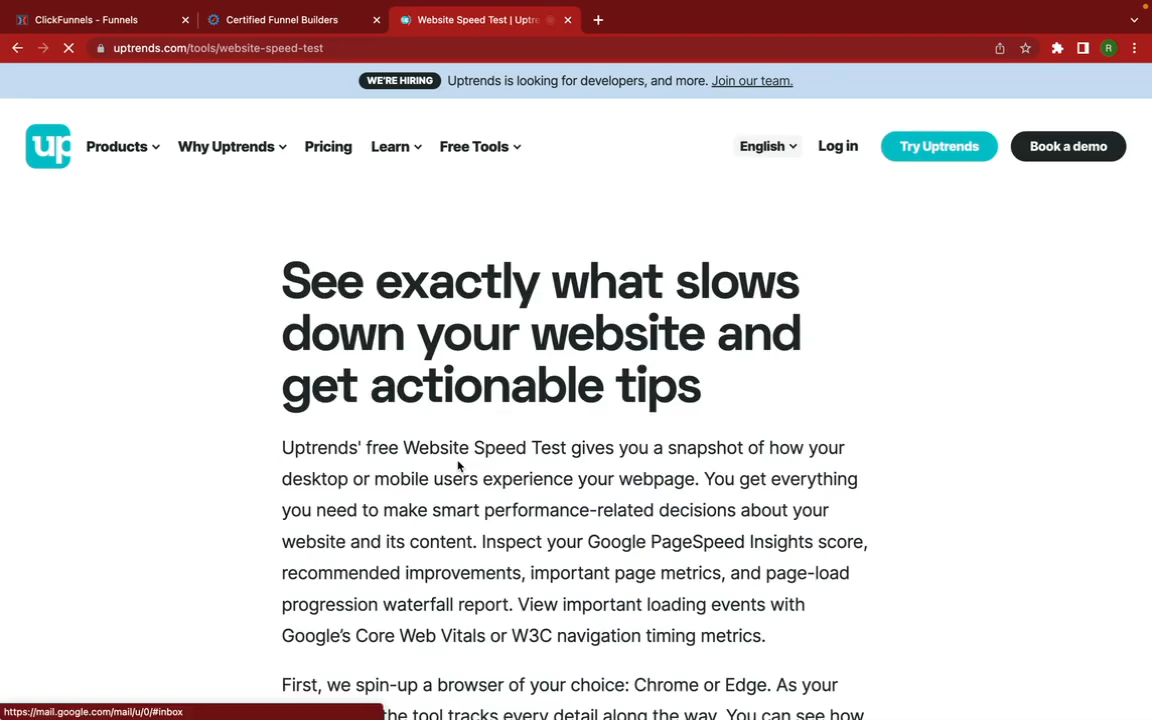 ClickFunnels - Funnels
Certified Funnel Builders
Website Speed Test | Uptre
uptrends.com/tools/website-speed-test
R
WE'RE HIRING Uptrends is looking for developers, and more. Join our team.
up
Products Why Uptrends Pricing Learn Free Tools English Log in Try Uptrends Book a demo
See exactly what slows
down your website and
get actionable tips
Uptrends' free Website Speed Test gives you a snapshot of how your
desktop or mobile users experience your webpage. You get everything
you need to make smart performance-related decisions about your
website and its content. Inspect your Google PageSpeed Insights score,
recommended improvements, important page metrics, and page-load
progression waterfall report. View important loading events with
Google's Core Web Vitals or W3C navigation timing metrics.
First, we spin-up a browser of your choice: Chrome or Edge. As your
the tool tracks every detail along the way. You can see how
https://mail.google.com/mail/u/0/#inbox